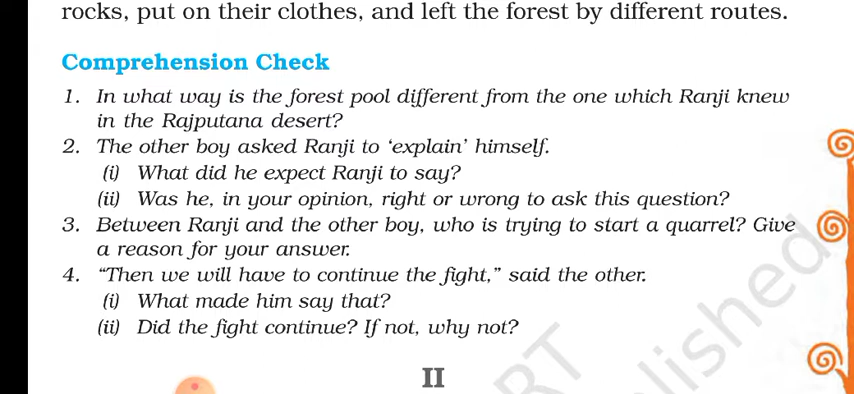 rocks, put on their clothes, and left the forest by different routes.
Comprehension Check
1. In what way is the forest pool different from the one which Ranji knew
in the Rajputana desert?
2. The other boy asked Ranji to ‘explain’ himself.
(i) What did he expect Ranji to say?
(ii) Was he, in your opinion, right or wrong to ask this question?
3. Between Ranji and the other boy, who is trying to start a quarrel? Give
a reason for your answer.
4. “Then we will have to continue the fight,” said the other.
(i) What made him say that?
(ii) Did the fight continue? If not, why not?
II